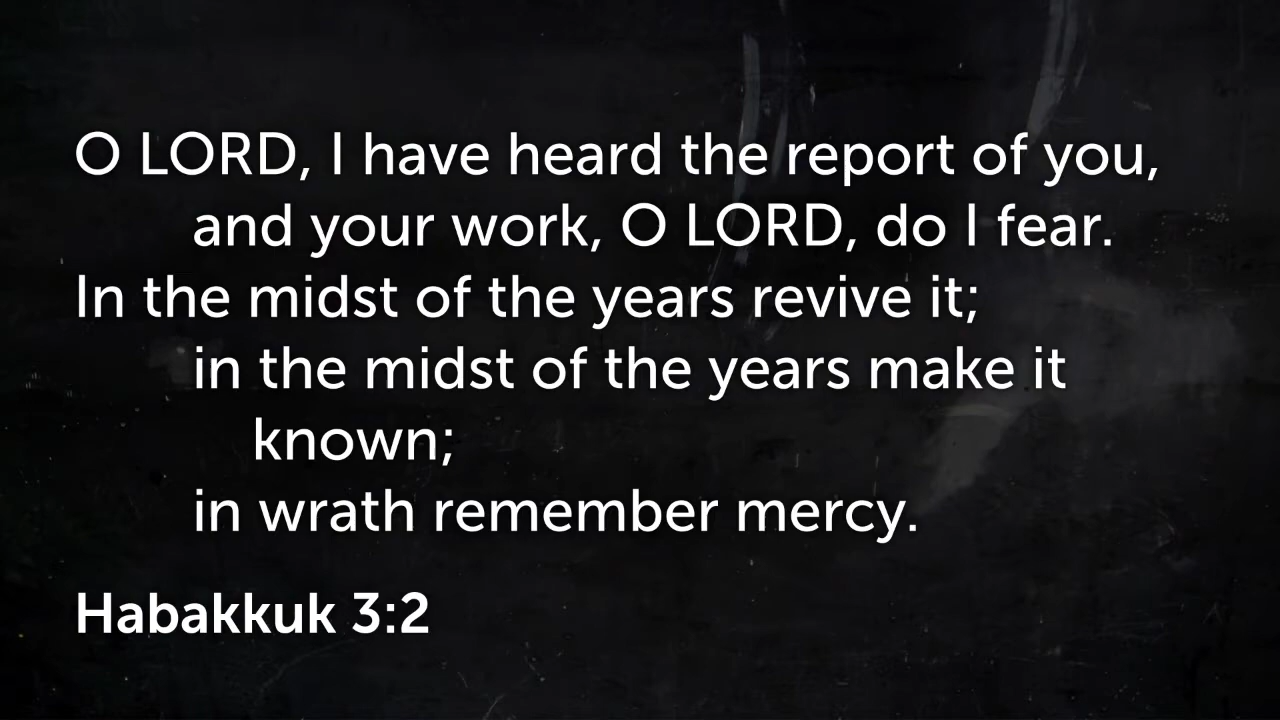 O LORD, I have heard the report of you,
and your work, O LORD, do I fear.
In the midst of the years revive it;
in the midst of the years make it
known;
in wrath remember mercy.
Habakkuk 3:2